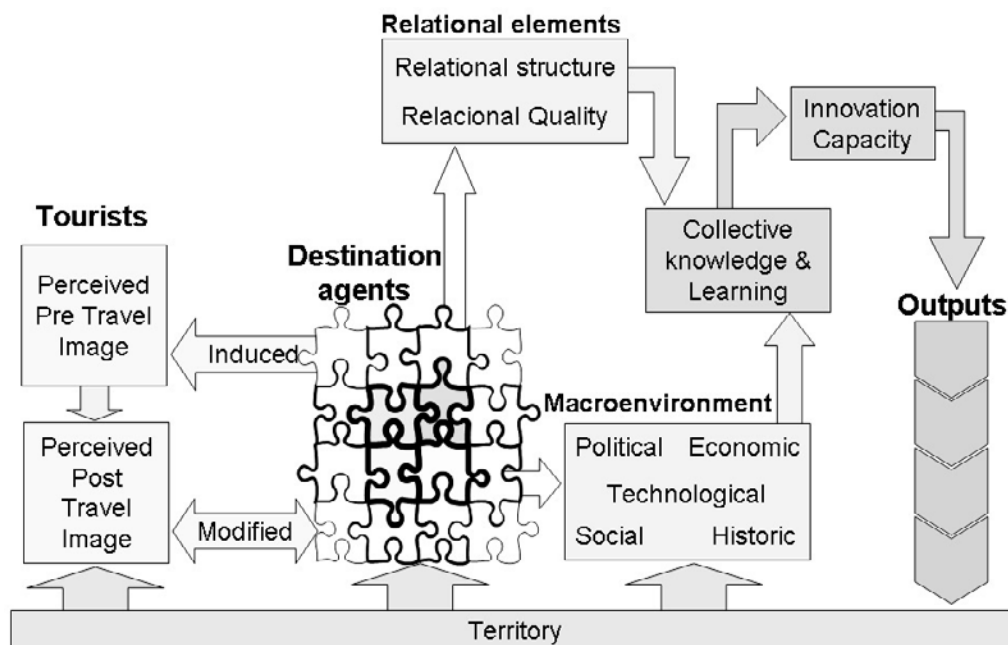 Relational elements
Relational structure
Relacional Quality
Innovation
Capacity
Tourists
Perceived
Pre Travel
Image
Induced
Destination
agents
Collective
knowledge &
Learning
Outputs
Perceived
Post
Travel
Image
Modified
Macroenvironment
Political Economic
Technological
Social Historic
Territory